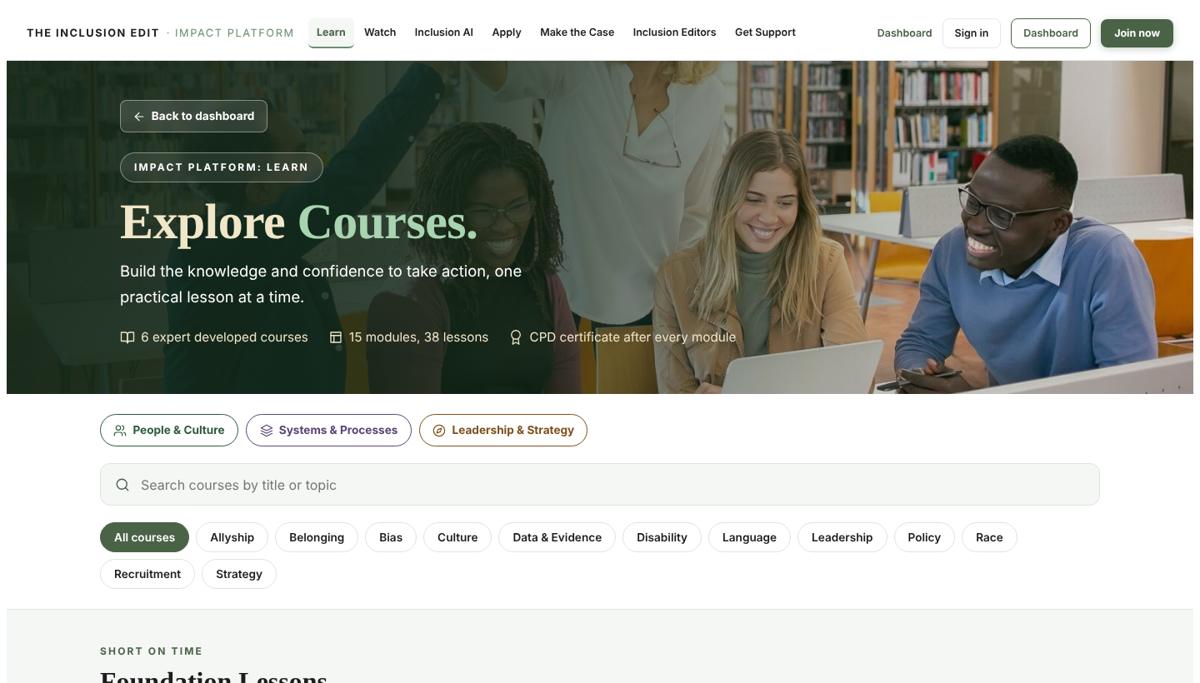 THE INCLUSION EDIT · IMPACT PLATFORM Learn Watch Inclusion AI Apply Make the Case Inclusion Editors Get Support Dashboard Sign in Dashboard Join now
← Back to dashboard
IMPACT PLATFORM: LEARN
Explore Courses.
Build the knowledge and confidence to take action, one
practical lesson at a time.
6 expert developed courses 15 modules, 38 lessons CPD certificate after every module
People & Culture Systems & Processes Leadership & Strategy
Search courses by title or topic
All courses Allyship Belonging Bias Culture Data & Evidence Disability Language Leadership Policy Race
Recruitment Strategy
SHORT ON TIME
Foundation Lessons